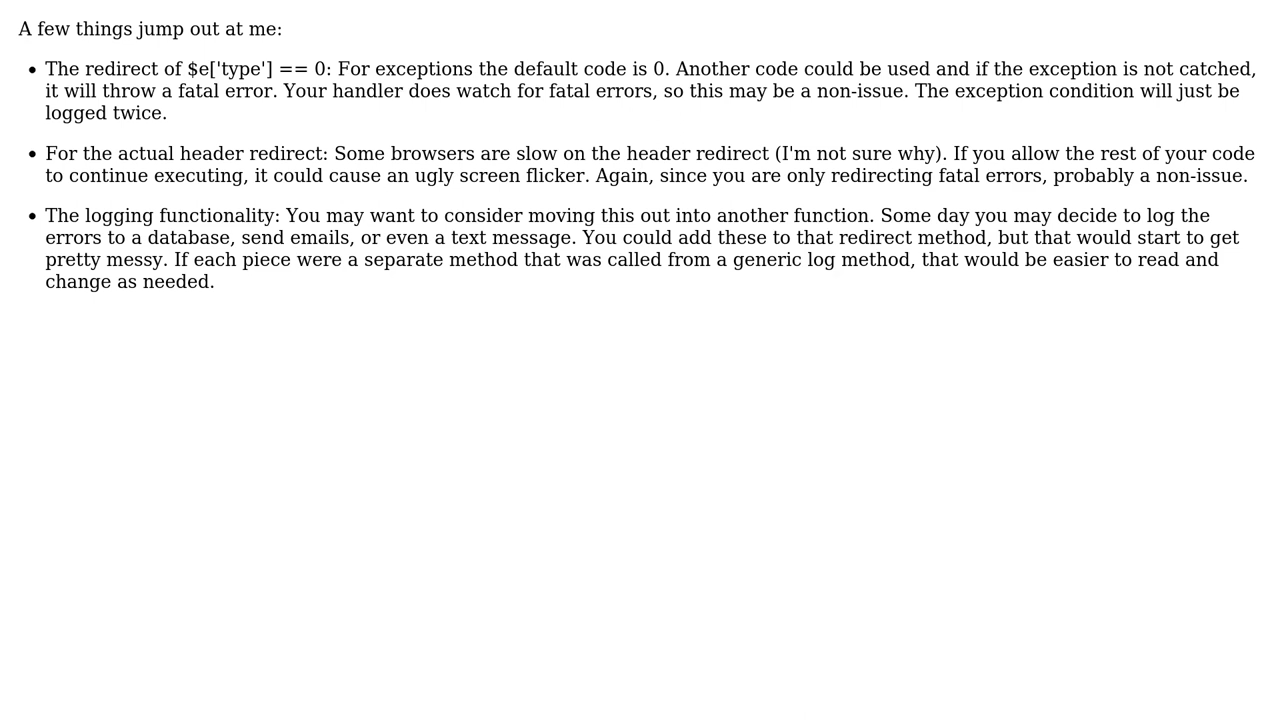 A few things jump out at me:
• The redirect of $e['type'] == 0: For exceptions the default code is 0. Another code could be used and if the exception is not catched,
it will throw a fatal error. Your handler does watch for fatal errors, so this may be a non-issue. The exception condition will just be
logged twice.
• For the actual header redirect: Some browsers are slow on the header redirect (I'm not sure why). If you allow the rest of your code
to continue executing, it could cause an ugly screen flicker. Again, since you are only redirecting fatal errors, probably a non-issue.
• The logging functionality: You may want to consider moving this out into another function. Some day you may decide to log the
errors to a database, send emails, or even a text message. You could add these to that redirect method, but that would start to get
pretty messy. If each piece were a separate method that was called from a generic log method, that would be easier to read and
change as needed.